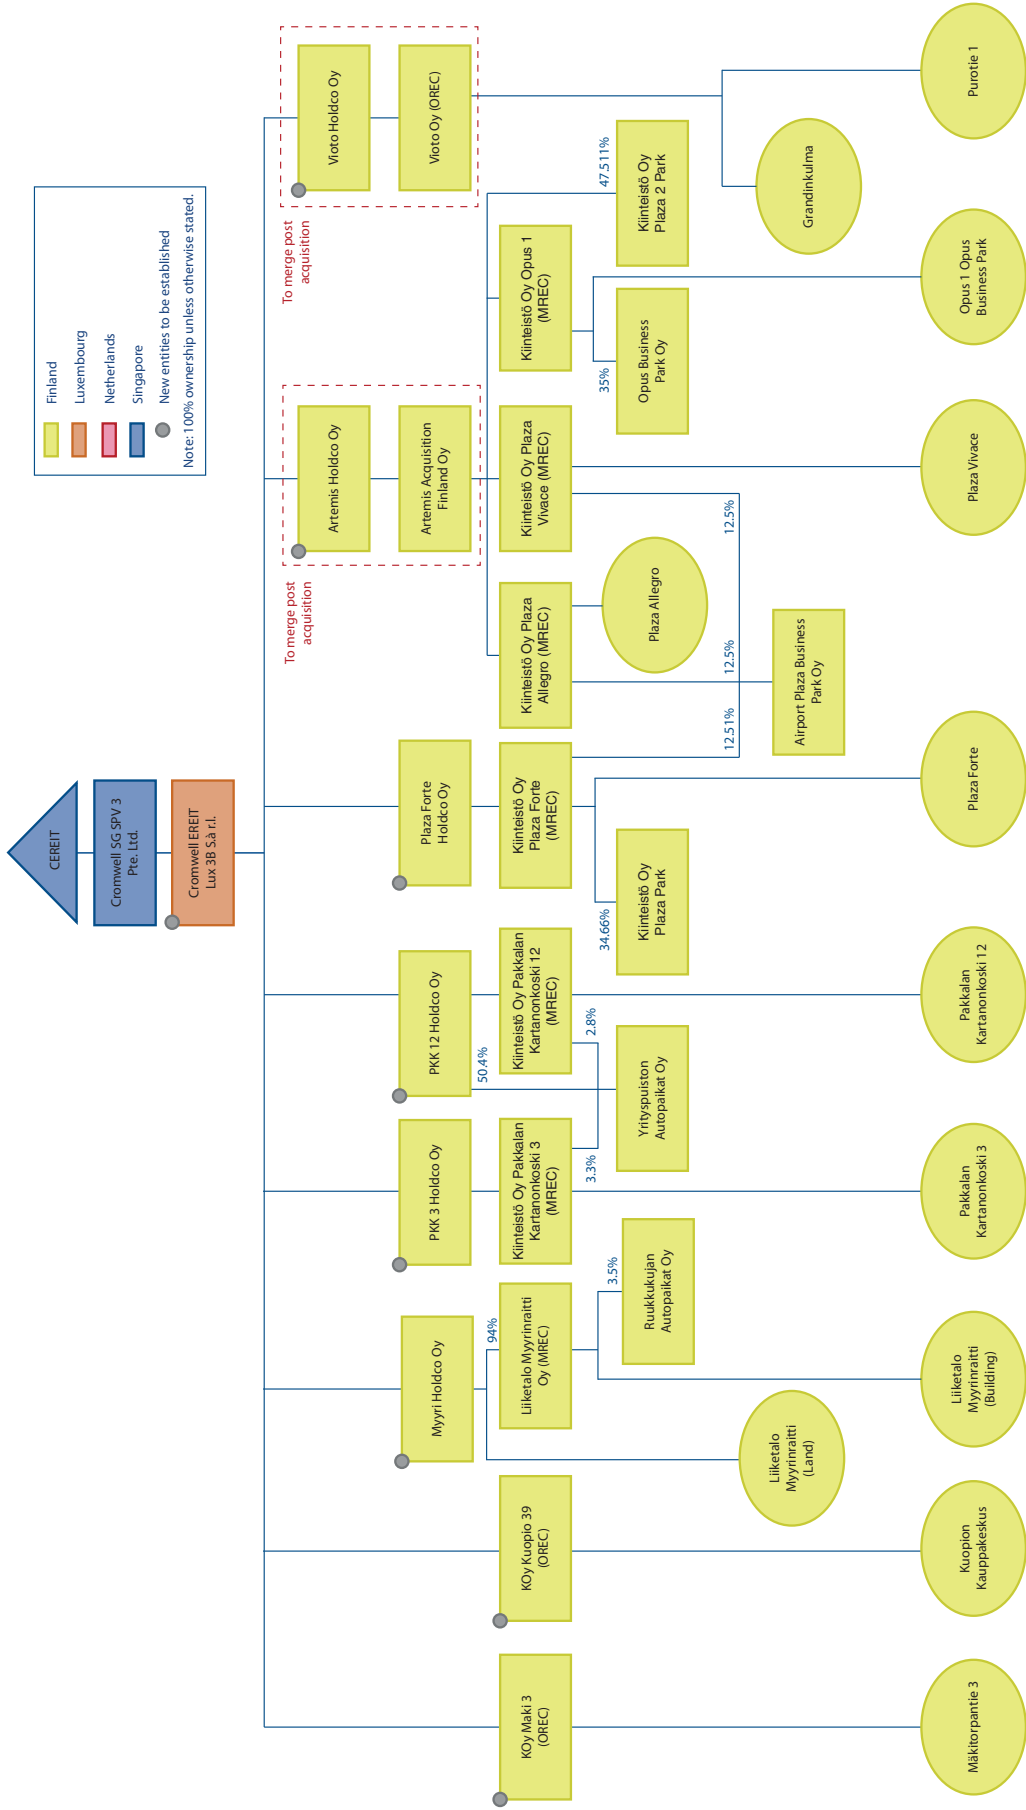 CEREIT
Cromwell SG SPV 3
Pte. Ltd.
Cromwell EREIT
Lux 3B S.à r.l.
Finland
Luxembourg
Netherlands
Singapore
New entities to be established
Note: 100% ownership unless otherwise stated.
To merge post
acquisition
To merge post
acquisition
Artemis Holdco Oy
Vioto Holdco Oy
Myyri Holdco Oy
PKK 3 Holdco Oy
PKK 12 Holdco Oy
Plaza Forte
Holdco Oy
Artemis Acquisition
Finland Oy
Vioto Oy (OREC)
94%
50.4%
KOy Maki 3
(OREC)
KOy Kuopio 39
(OREC)
Liiketalo Myyrinraitti
Oy (MREC)
Kiinteistö Oy Pakkalan
Kartanonkoski 3
(MREC)
Kiinteistö Oy Pakkalan
Kartanonkoski 12
(MREC)
Kiinteistö Oy
Plaza Forte
(MREC)
Kiinteistö Oy Plaza
Allegro (MREC)
Kiinteistö Oy Plaza
Vivace (MREC)
Kiinteistö Oy Opus 1
(MREC)
3.5%
3.3%
2.8%
34.66%
35%
47.511%
Ruukkukujan
Autopaikat Oy
Yrityspuiston
Autopaikat Oy
Kiinteistö Oy
Plaza Park
Plaza Allegro
Opus Business
Park Oy
Kiinteistö Oy
Plaza 2 Park
12.51%
12.5%
12.5%
Liiketalo
Myyrinraitti
(Land)
Airport Plaza Business
Park Oy
Grandinkulma
Mäkitorpantie 3
Kuopion
Kauppakeskus
Liiketalo
Myyrinraitti
(Building)
Pakkalan
Kartanonkoski 3
Pakkalan
Kartanonkoski 12
Plaza Forte
Plaza Vivace
Opus 1 Opus
Business Park
Purotie 1